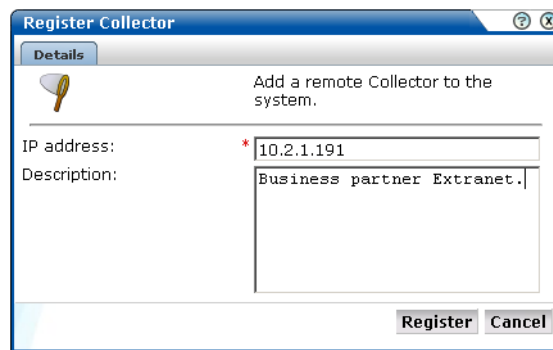 Register Collector
Details
Add a remote Collector to the
system.
IP address:
* 10.2.1.191
Description:
Business partner Extranet.
Register Cancel